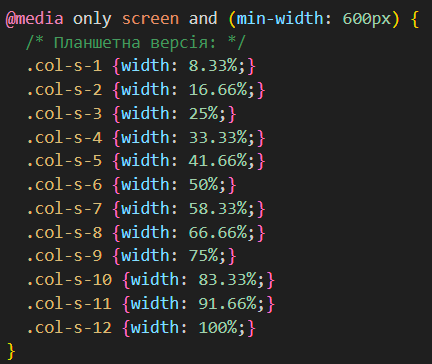 @media only screen and (min-width: 600px) {
  /* Планшетна версія: */
  .col-s-1 {width: 8.33%;}
  .col-s-2 {width: 16.66%;}
  .col-s-3 {width: 25%;}
  .col-s-4 {width: 33.33%;}
  .col-s-5 {width: 41.66%;}
  .col-s-6 {width: 50%;}
  .col-s-7 {width: 58.33%;}
  .col-s-8 {width: 66.66%;}
  .col-s-9 {width: 75%;}
  .col-s-10 {width: 83.33%;}
  .col-s-11 {width: 91.66%;}
  .col-s-12 {width: 100%;}
}